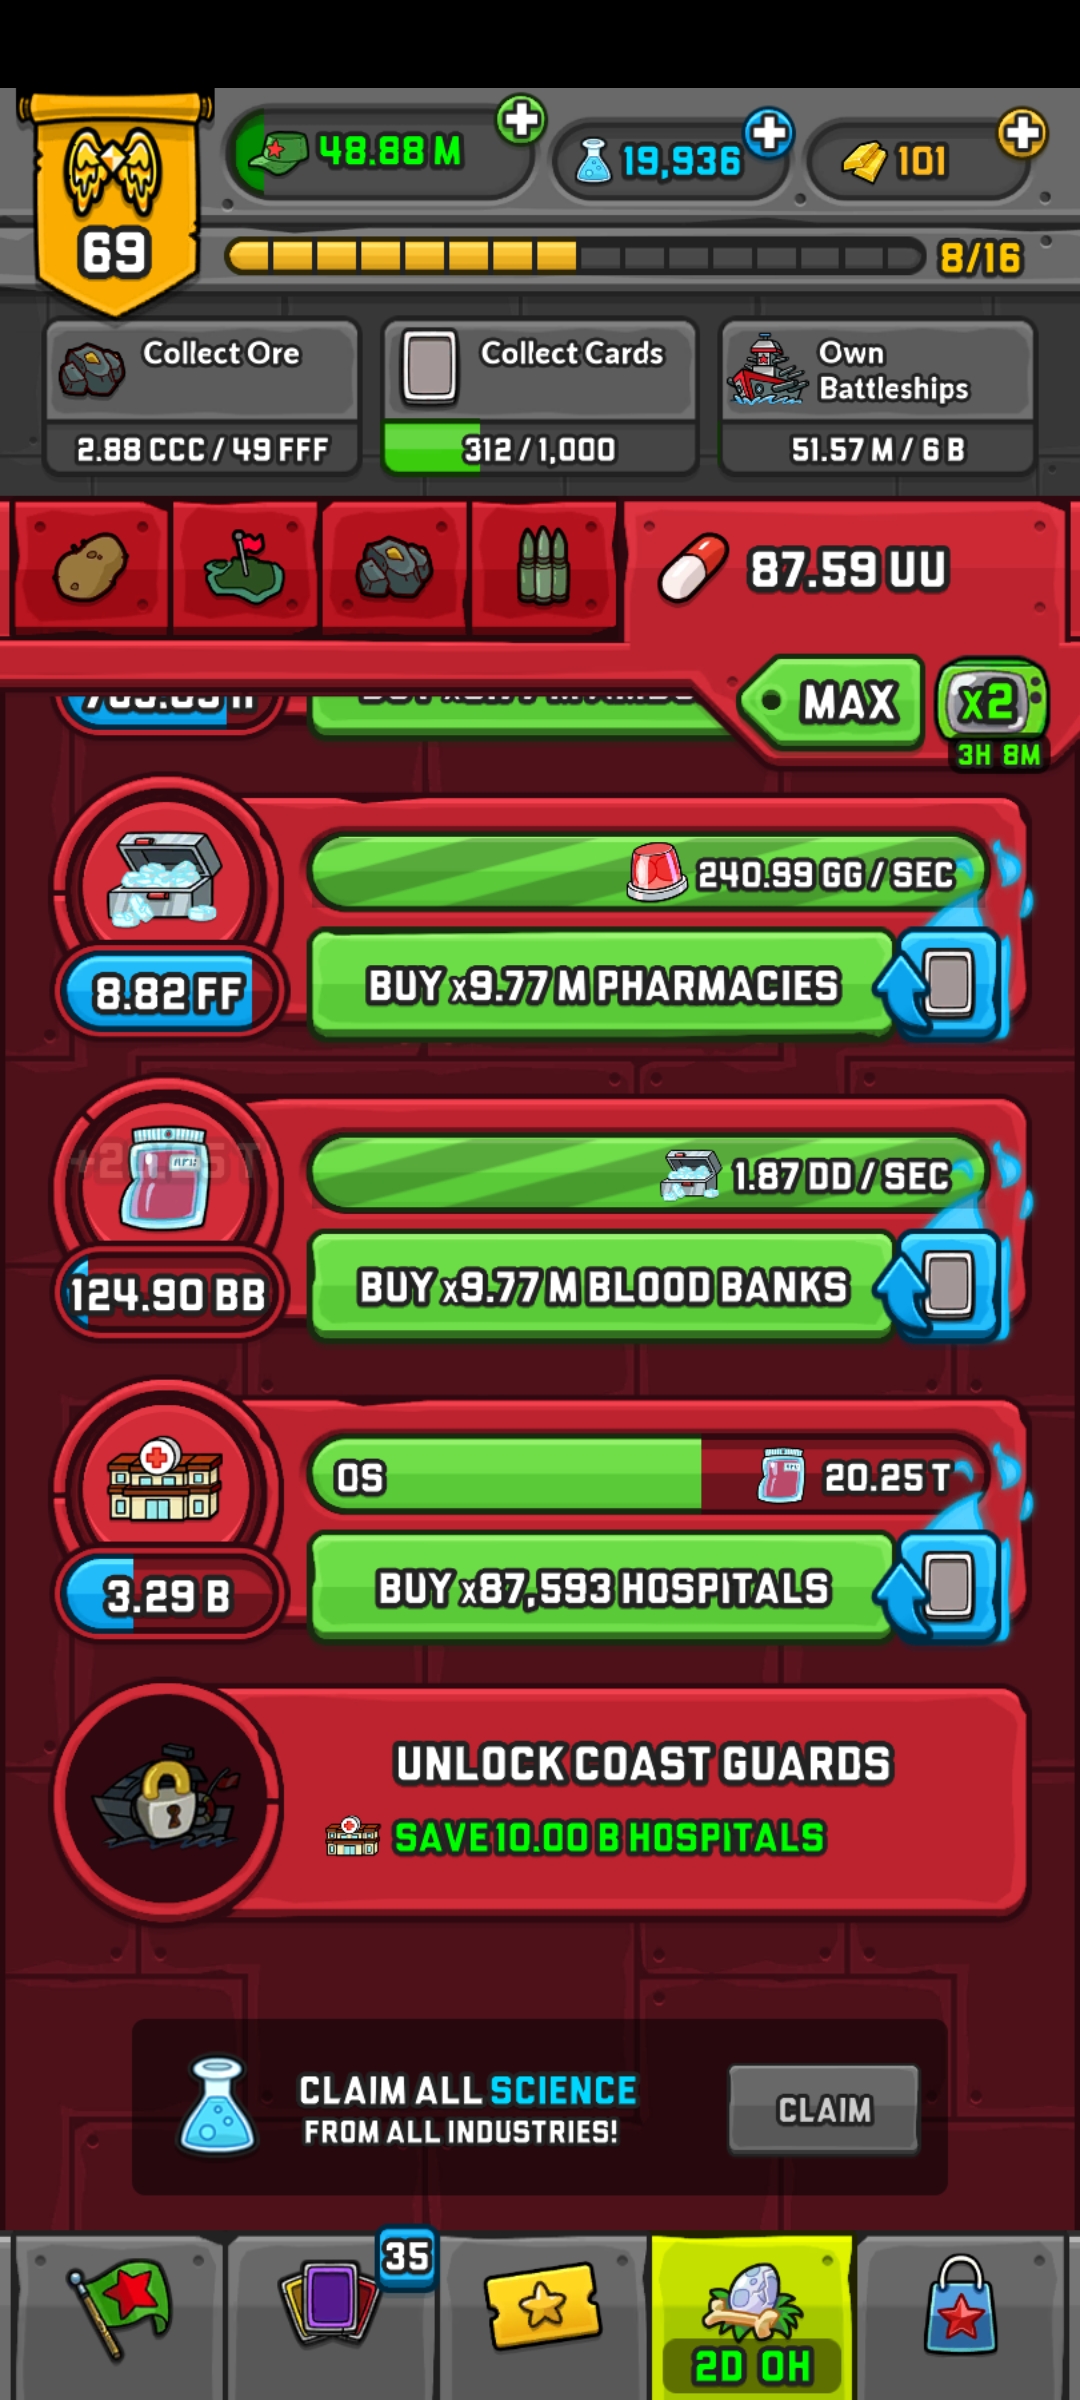 48.88 M
19,936
101
69
8/16
Collect Ore
2.88 CCC / 49 FFF
Collect Cards
312 / 1,000
Own
Battleships
51.57 M / 6 B
87.59 UU
MAX
x2
3H 8M
240.99 GG / SEC
8.82 FF
BUY x9.77 M PHARMACIES
1.87 DD / SEC
124.90 BB
BUY x9.77 M BLOOD BANKS
0S
20.25 T
3.29 B
BUY x87,593 HOSPITALS
UNLOCK COAST GUARDS
SAVE 10.00 B HOSPITALS
CLAIM ALL SCIENCE
FROM ALL INDUSTRIES!
CLAIM
35
2D 0H